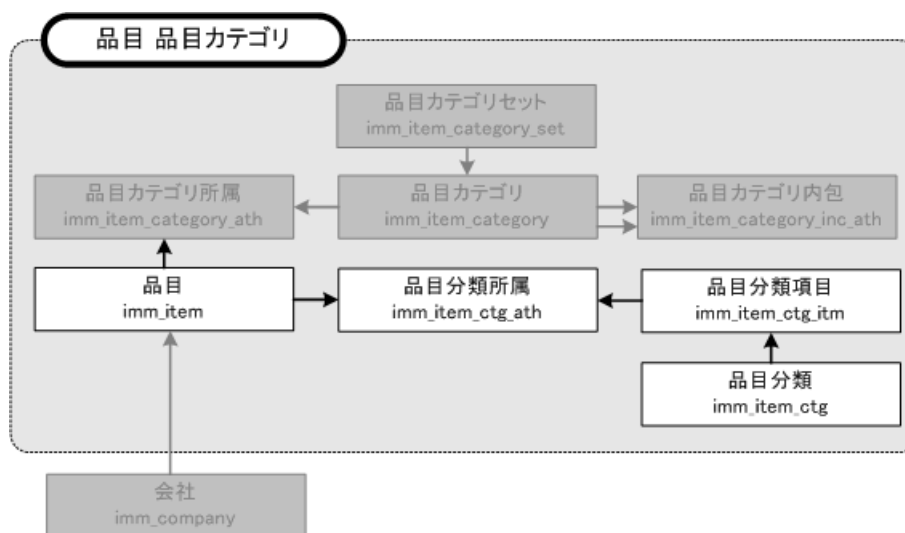 品目 品目カテゴリ
品目カテゴリセット
imm_item_category_set
品目カテゴリ所属
imm_item_category_ath
品目カテゴリ
imm_item_category
品目カテゴリ内包
imm_item_category_inc_ath
品目
imm_item
品目分類所属
imm_item_ctg_ath
品目分類項目
imm_item_ctg_itm
品目分類
imm_item_ctg
会社
imm_company